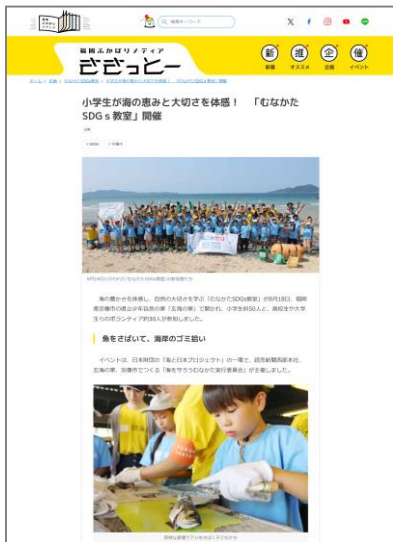 検索キーワード
福岡ふかぼりメディア
ささっとー
新
推
企
催
新着
オススメ
企画
イベント
小学生が海の恵みと大切さを体感！　「むなかた
SDGｓ教室」開催
海の豊かさを体感し、自然の大切さを学ぶ「むなかたSDGs教室」が8月18日、福岡
県宗像市の県立少年自然の家「玄海の家」で開かれ、小学生約50人と、高校生や大学
生らのボランティア約30人が参加しました。
魚をさばいて、海岸のゴミ拾い
イベントは、日本財団の「海と日本プロジェクト」の一環で、読売新聞西部本社、
玄海の家、宗像市でつくる「海を守ろうむなかた実行委員会」が主催しました。